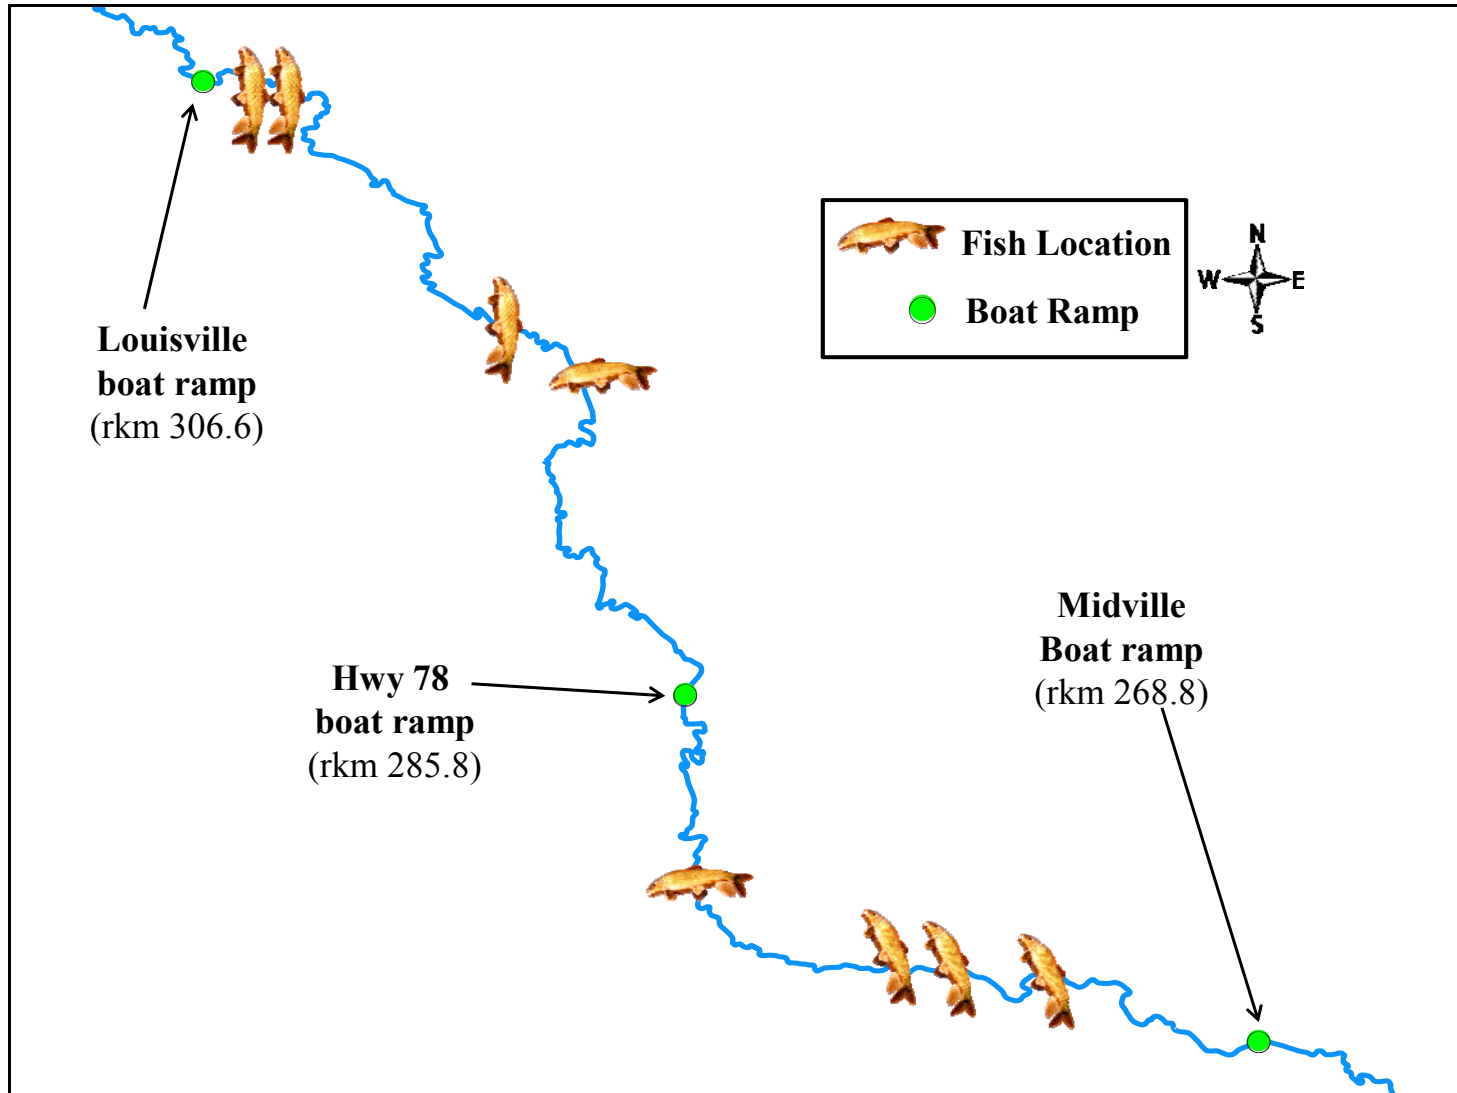 Louisville
boat ramp
(rkm 306.6)
Fish Location
Boat Ramp
N
W
E
S
Hwy 78
boat ramp
(rkm 285.8)
Midville
Boat ramp
(rkm 268.8)